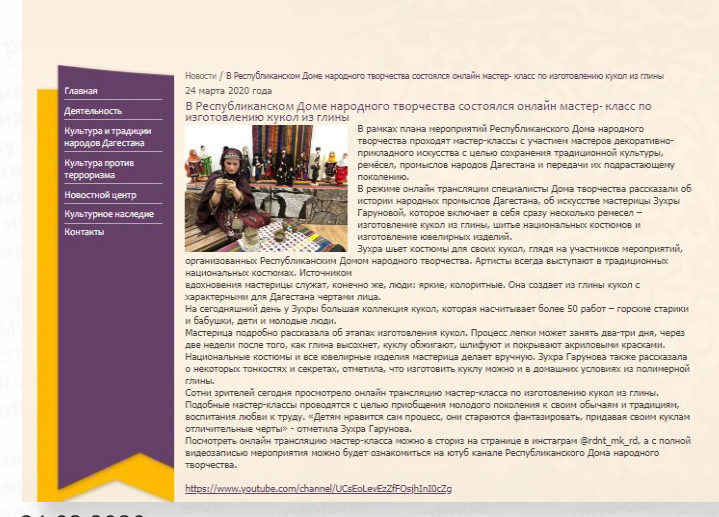 Главная
Деятельность
Культура и традиции
народов Дагестана
Культура против
терроризма
Новостной центр
Культурное наследие
Контакты
Новости / В Республиканском Доме народного творчества состоялся онлайн мастер- класс по изготовлению кукол из глины
24 марта 2020 года
В Республиканском Доме народного творчества состоялся онлайн мастер- класс по
изготовлению кукол из глины
В рамках плана мероприятий Республиканского Дома народного
творчества проходят мастер-классы с участием мастеров декоративно-
прикладного искусства с целью сохранения традиционной культуры,
ремёсел, промыслов народов Дагестана и передачи их подрастающему
поколению.
В режиме онлайн трансляции специалисты Дома творчества рассказали об
истории народных промыслов Дагестана, об искусстве мастерицы Зухры
Гаруновой, которое включает в себя сразу несколько ремесел –
изготовление кукол из глины, шитье национальных костюмов и
изготовление ювелирных изделий.
Зухра шьет костюмы для своих кукол, глядя на участников мероприятий,
организованных Республиканским Домом народного творчества. Артисты всегда выступают в традиционных
национальных костюмах. Источником
вдохновения мастерицы служат, конечно же, люди: яркие, колоритные. Она создает из глины кукол с
характерными для Дагестана чертами лица.
На сегодняшний день у Зухры большая коллекция кукол, которая насчитывает более 50 работ – горские старики
и бабушки, дети и молодые люди.
Мастерица подробно рассказала об этапах изготовления кукол. Процесс лепки может занять два-три дня, через
две недели после того, как глина высохнет, куклу обжигают, шлифуют и покрывают акриловыми красками.
Национальные костюмы и все ювелирные изделия мастерица делает вручную. Зухра Гарунова также рассказала
о некоторых тонкостях и секретах, отметила, что изготовить куклу можно и в домашних условиях из полимерной
глины.
Сотни зрителей сегодня просмотрело онлайн трансляцию мастер-класса по изготовлению кукол из глины.
Подобные мастер-классы проводятся с целью приобщения молодого поколения к своим обычаям и традициям,
воспитания любви к труду. «Детям нравится сам процесс, они стараются фантазировать, придавая своим куклам
отличительные черты» - отметила Зухра Гарунова.
Посмотреть онлайн трансляцию мастер-класса можно в сториз на странице в инстаграм @rdnt_mk_rd, а с полной
видеозаписью мероприятия можно будет ознакомиться на ютуб канале Республиканского Дома народного
творчества.
https://www.youtube.com/channel/UCsEoLevEzZfFOsjhInI0cZg